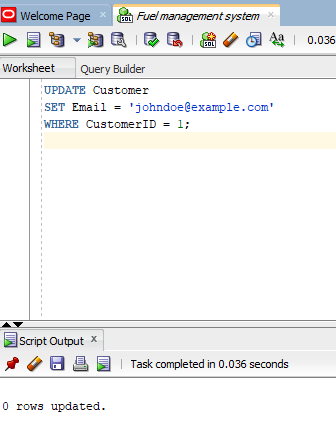 Welcome Page
Fuel management system
0.036
Worksheet
Query Builder
UPDATE Customer
SET Email = 'johndoe@example.com'
WHERE CustomerID = 1;
Script Output x
Task completed in 0.036 seconds
0 rows updated.